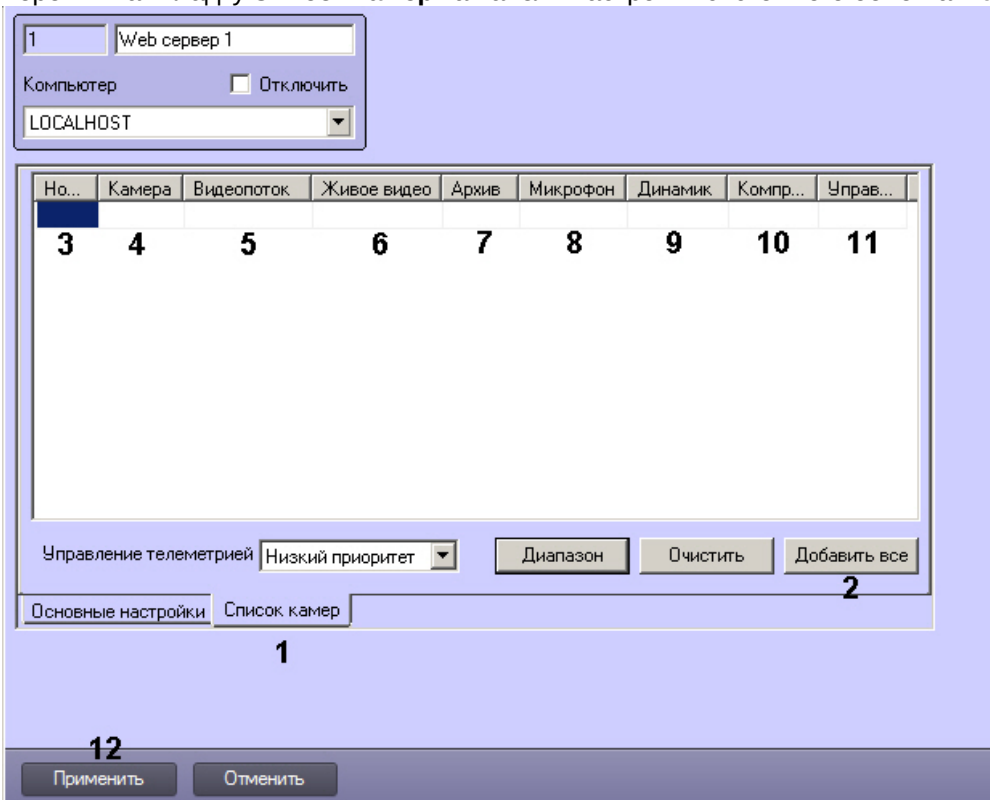 1 Web сервер 1
Компьютер Отключить
LOCALHOST
Но... Камера Видеопоток Живое видео Архив Микрофон Динамик Компр... Управ...
3 4 5 6 7 8 9 10 11
Управление телеметрией Низкий приоритет Диапазон Очистить Добавить все
2
Основные настройки Список камер
1
12
Применить Отменить